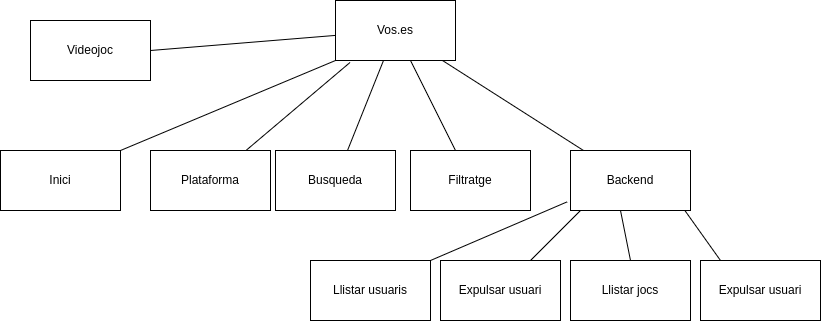 Vos.es
Videojoc
Inici
Plataforma
Busqueda
Filtratge
Backend
Llistar usuaris
Expulsar usuari
Llistar jocs
Expulsar usuari